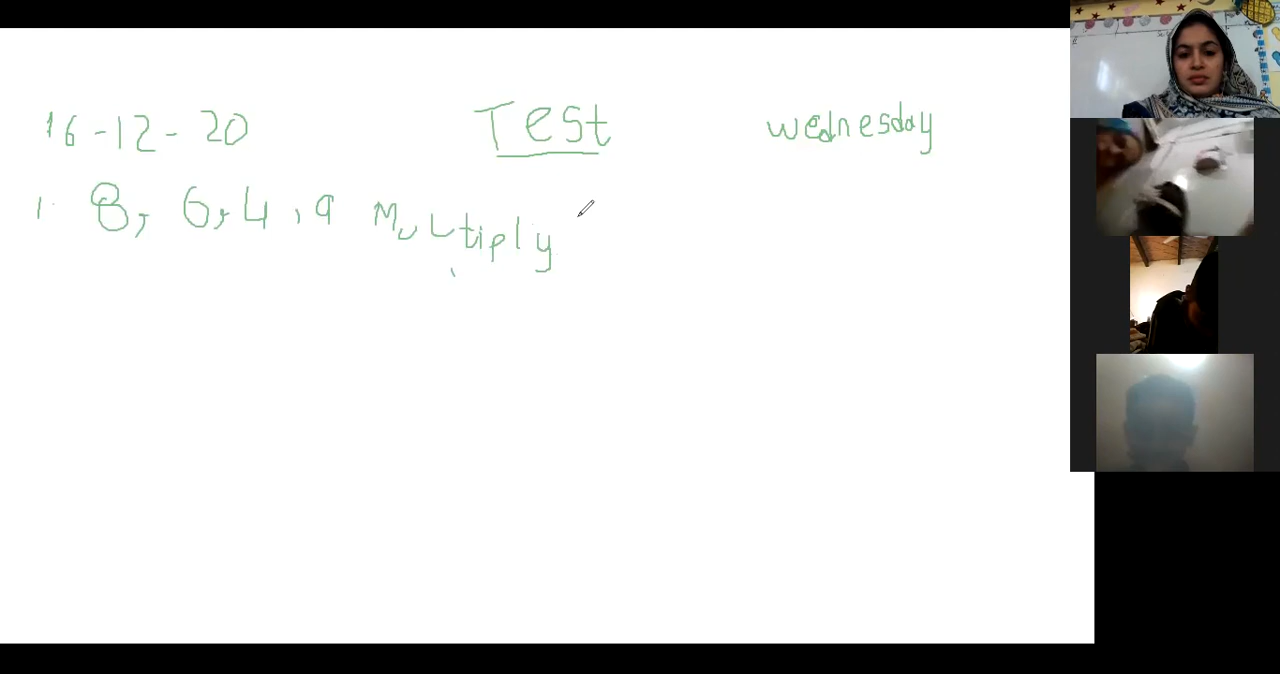 16-12-20 Test wednesday
1. 8, 6, 4, 9 Multiply